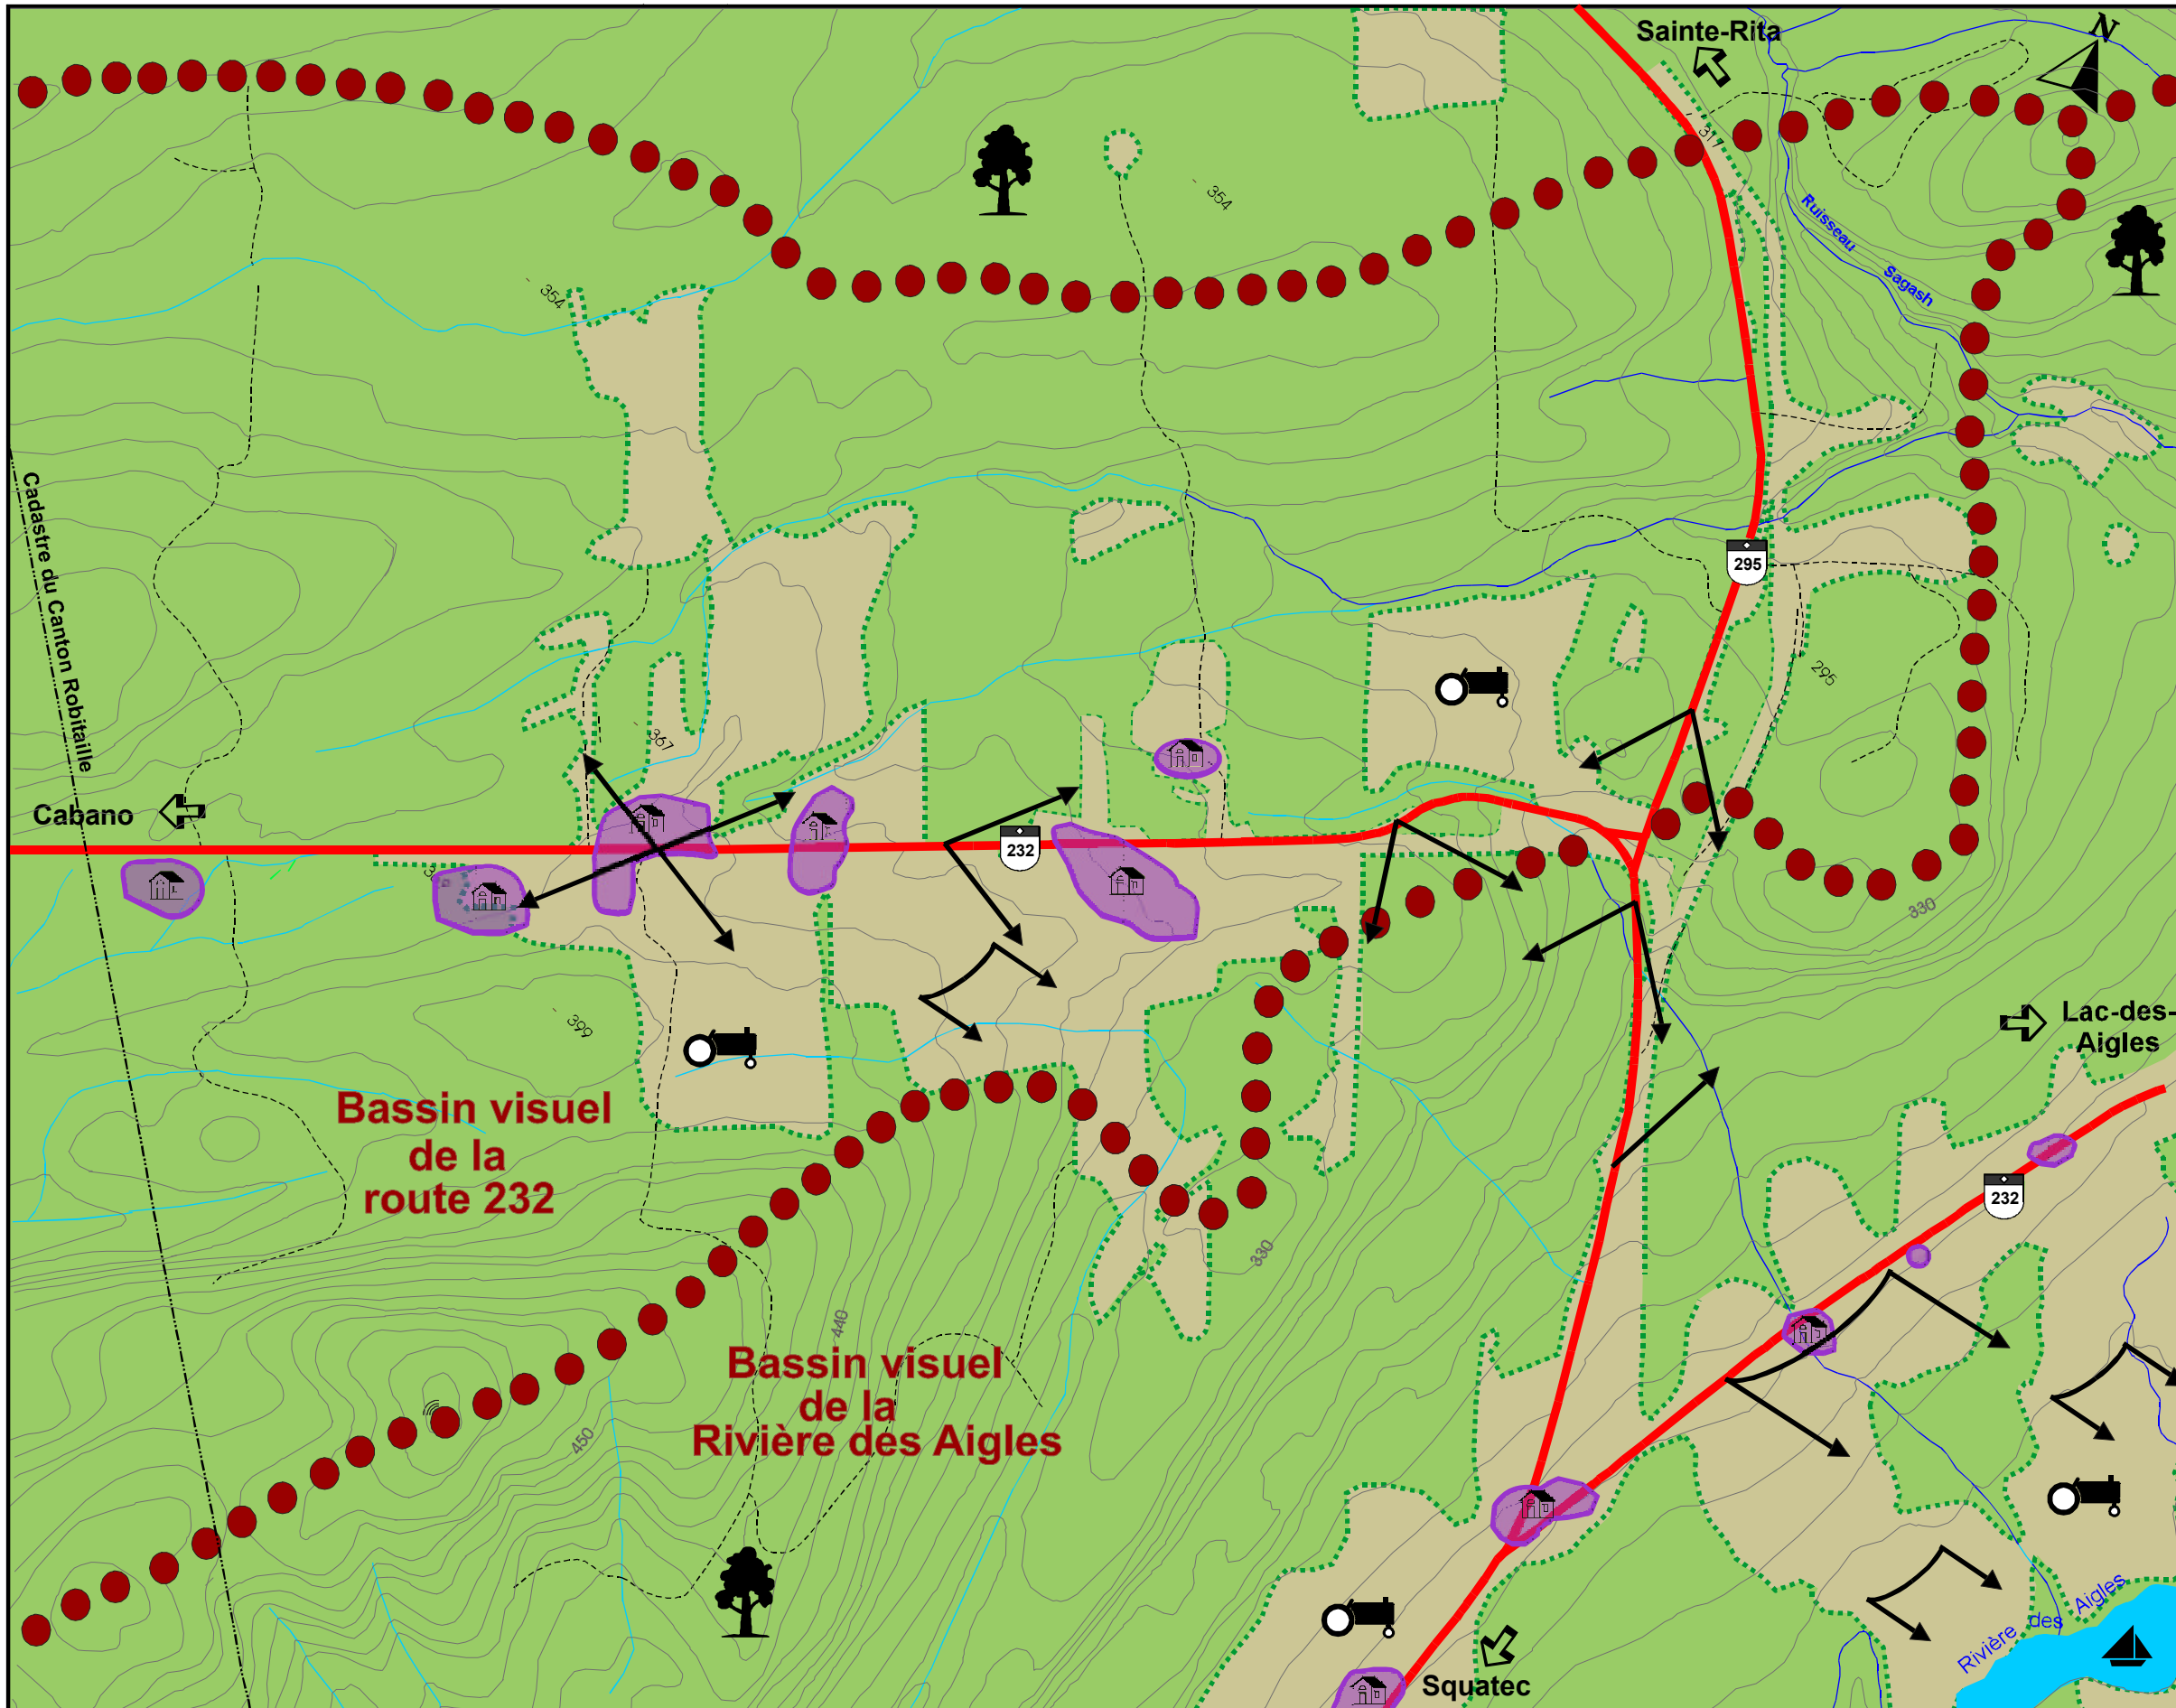 Sainte-Rita
N
317
354
354
Ruisseau
Sagash
Cadastre du Canton Robitaille
295
295
367
Cabano
232
330
399
Lac-des-
Aigles
Bassin visuel
de la
route 232
232
330
440
Bassin visuel
de la
Rivière des Aigles
450
Rivière des Aigles
Squatec